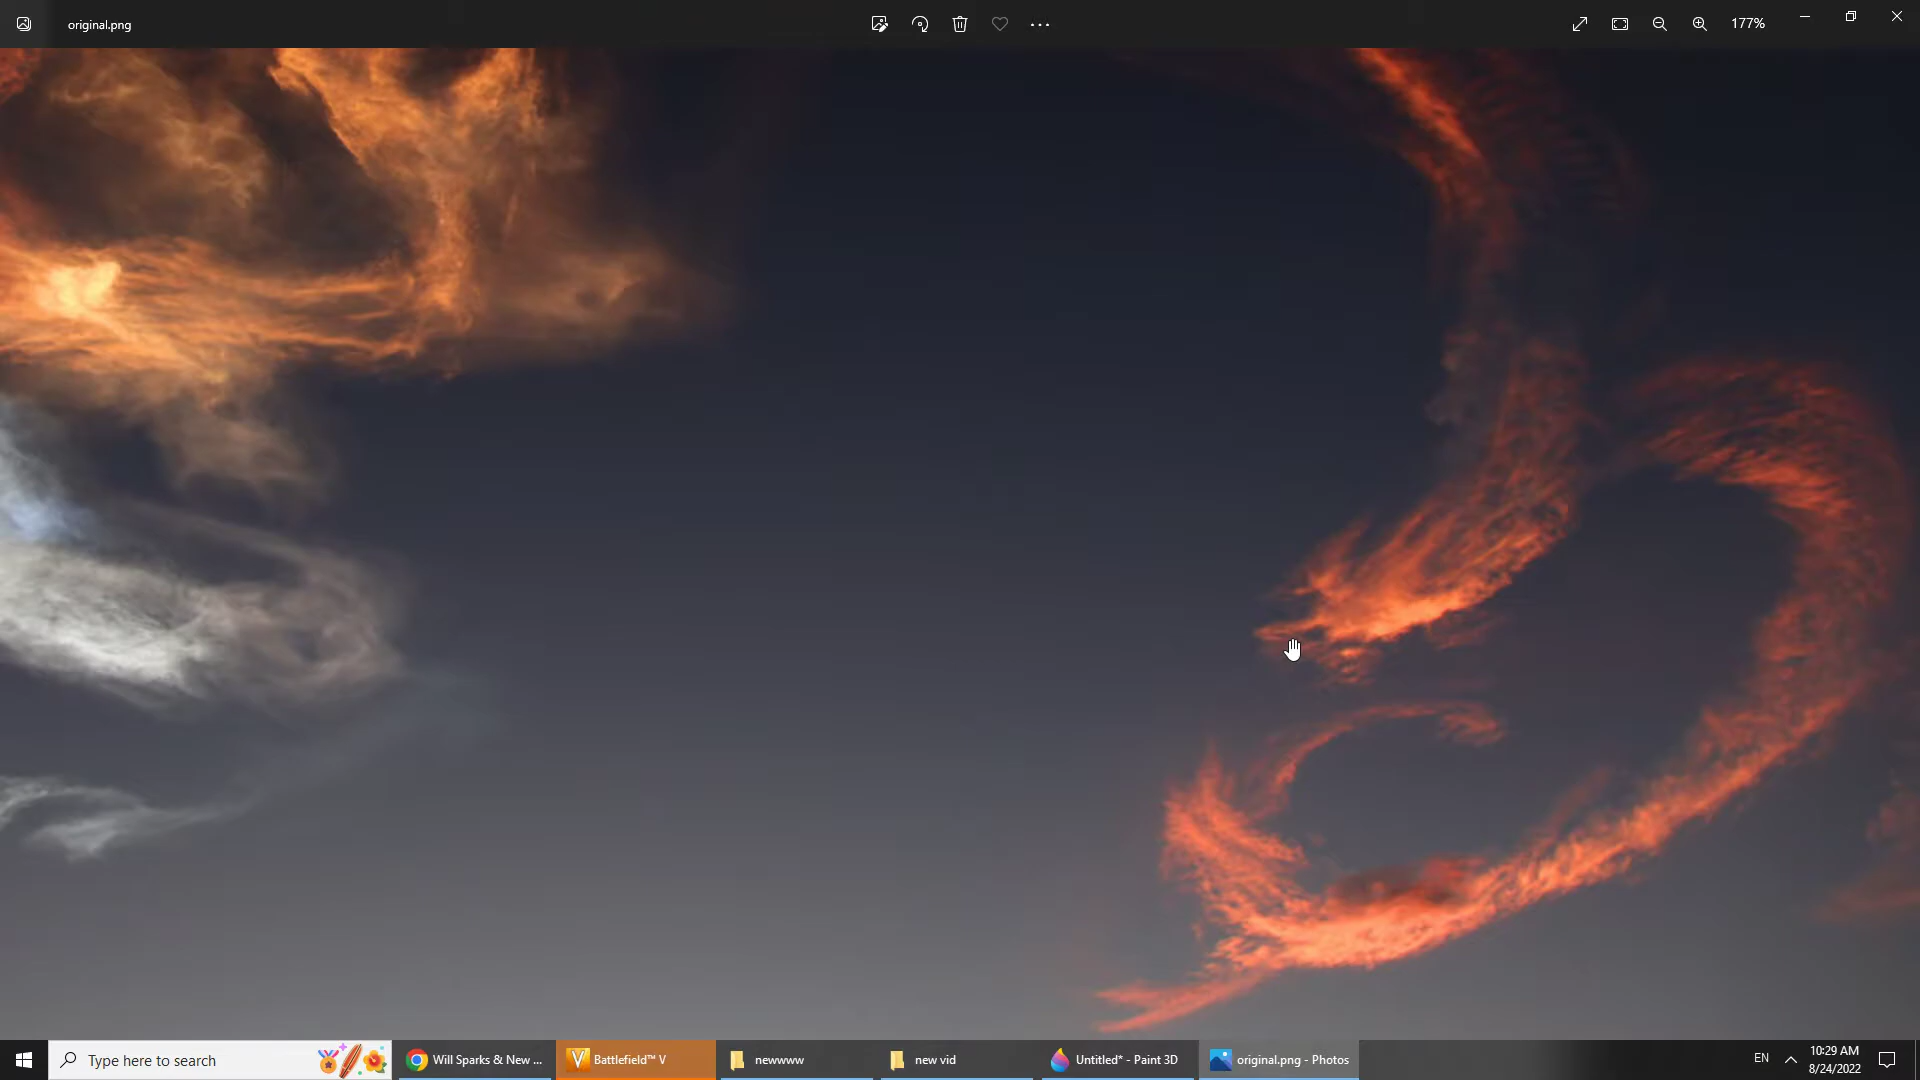 original.png
177%
Type here to search
Will Sparks & New ...
Battlefield™ V
newwww
new vid
Untitled* - Paint 3D
original.png - Photos
EN
10:29 AM
8/24/2022